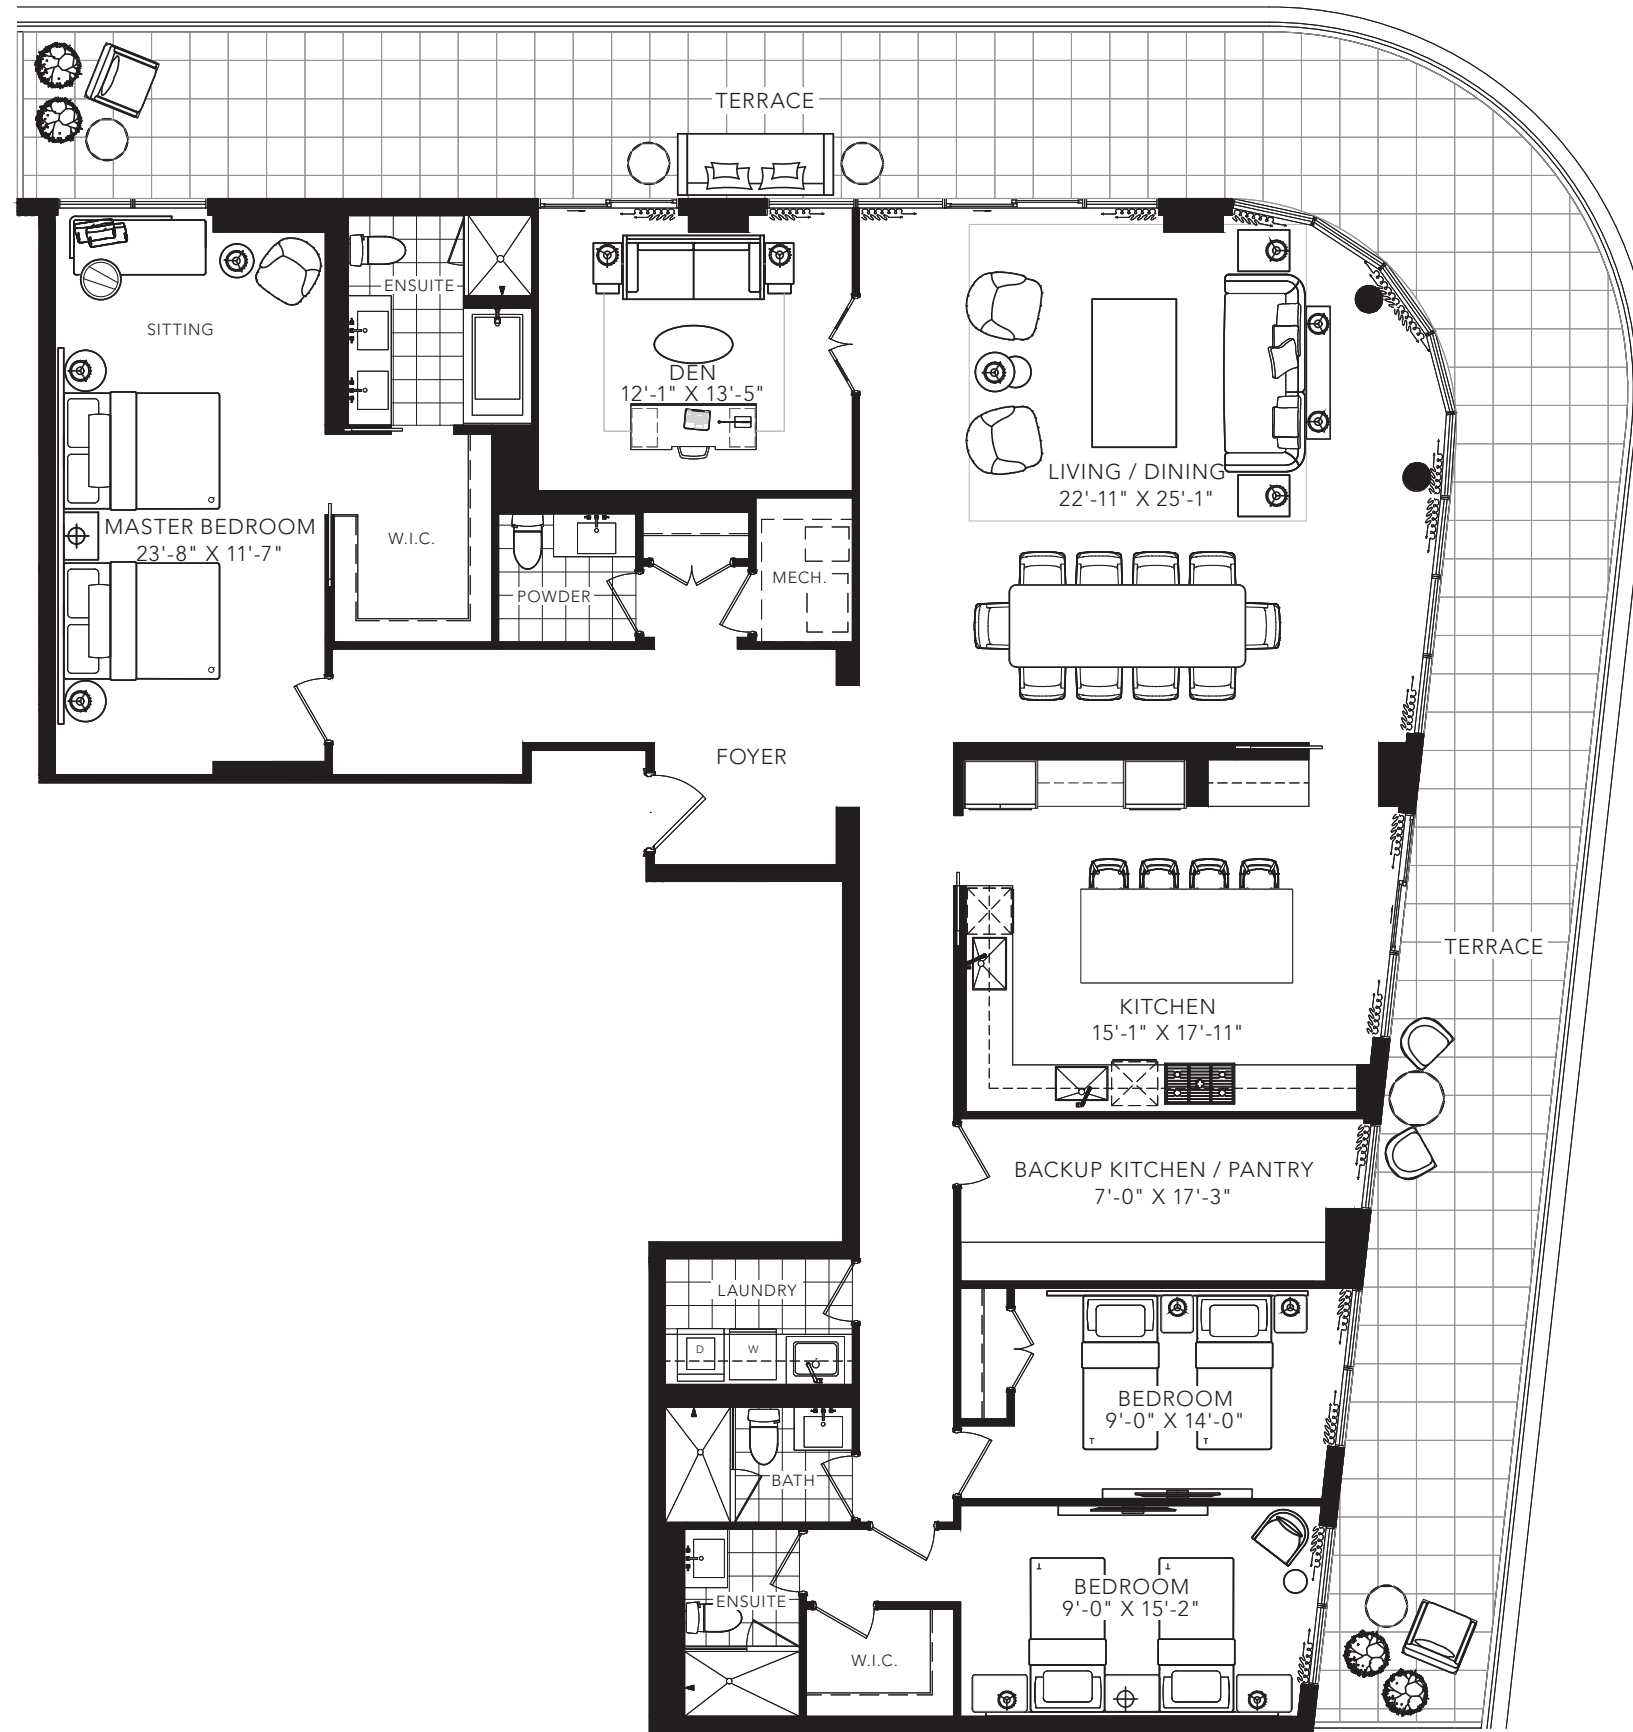 TERRACE
ENSUITE
SITTING
DEN
12'-1" X 13'-5"
LIVING / DINING
22'-11" X 25'-1"
MASTER BEDROOM
23'-8" X 11'-7"
W.I.C.
MECH.
POWDER
FOYER
TERRACE
KITCHEN
15'-1" X 17'-11"
BACKUP KITCHEN / PANTRY
7'-0" X 17'-3"
LAUNDRY
D
W
BEDROOM
9'-0" X 14'-0"
T
T
BATH
T
T
BEDROOM
9'-0" X 15'-2"
ENSUITE
W.I.C.